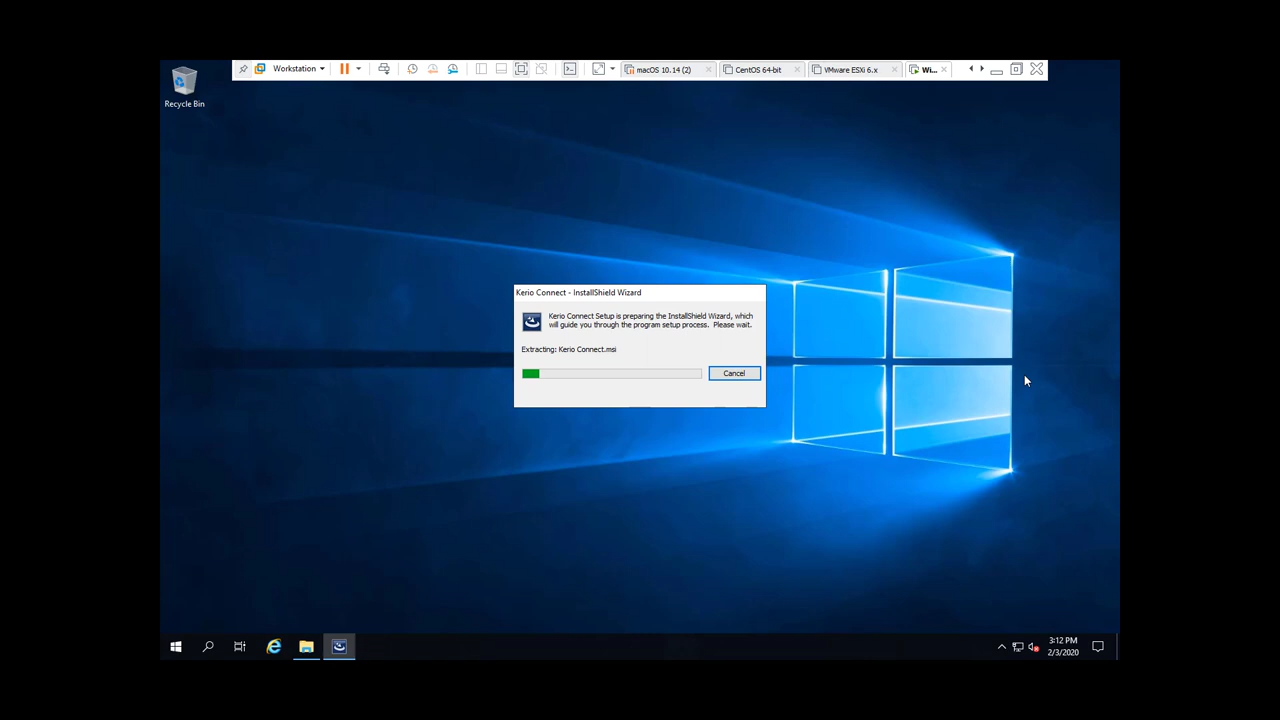 Workstation
macOS 10.14 (2)
CentOS 64-bit
VMware ESXi 6.x
Wi...
Recycle Bin
Kerio Connect - InstallShield Wizard
Kerio Connect Setup is preparing the InstallShield Wizard, which
will guide you through the program setup process. Please wait.
Extracting: Kerio Connect.msi
Cancel
3:12 PM
2/3/2020